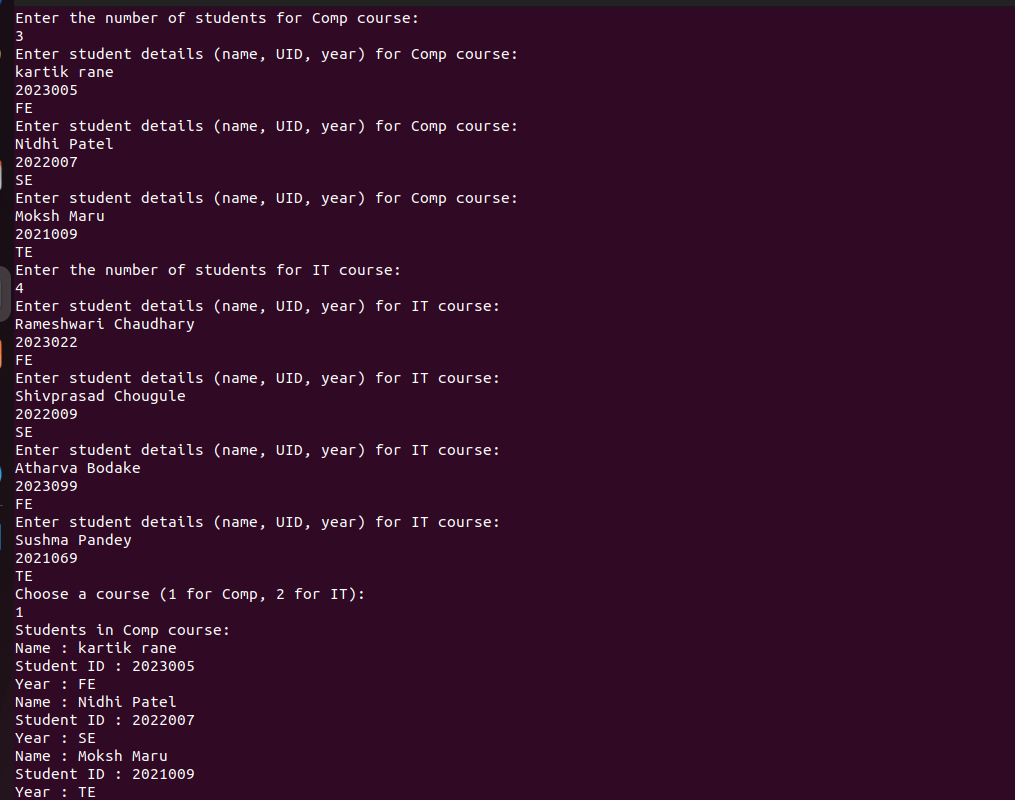 Enter the number of students for Comp course:
3
Enter student details (name, UID, year) for Comp course:
kartik rane
2023005
FE
Enter student details (name, UID, year) for Comp course:
Nidhi Patel
2022007
SE
Enter student details (name, UID, year) for Comp course:
Moksh Maru
2021009
TE
Enter the number of students for IT course:
4
Enter student details (name, UID, year) for IT course:
Rameshwari Chaudhary
2023022
FE
Enter student details (name, UID, year) for IT course:
Shivprasad Chougule
2022009
SE
Enter student details (name, UID, year) for IT course:
Atharva Bodake
2023099
FE
Enter student details (name, UID, year) for IT course:
Sushma Pandey
2021069
TE
Choose a course (1 for Comp, 2 for IT):
1
Students in Comp course:
Name : kartik rane
Student ID : 2023005
Year : FE
Name : Nidhi Patel
Student ID : 2022007
Year : SE
Name : Moksh Maru
Student ID : 2021009
Year : TE